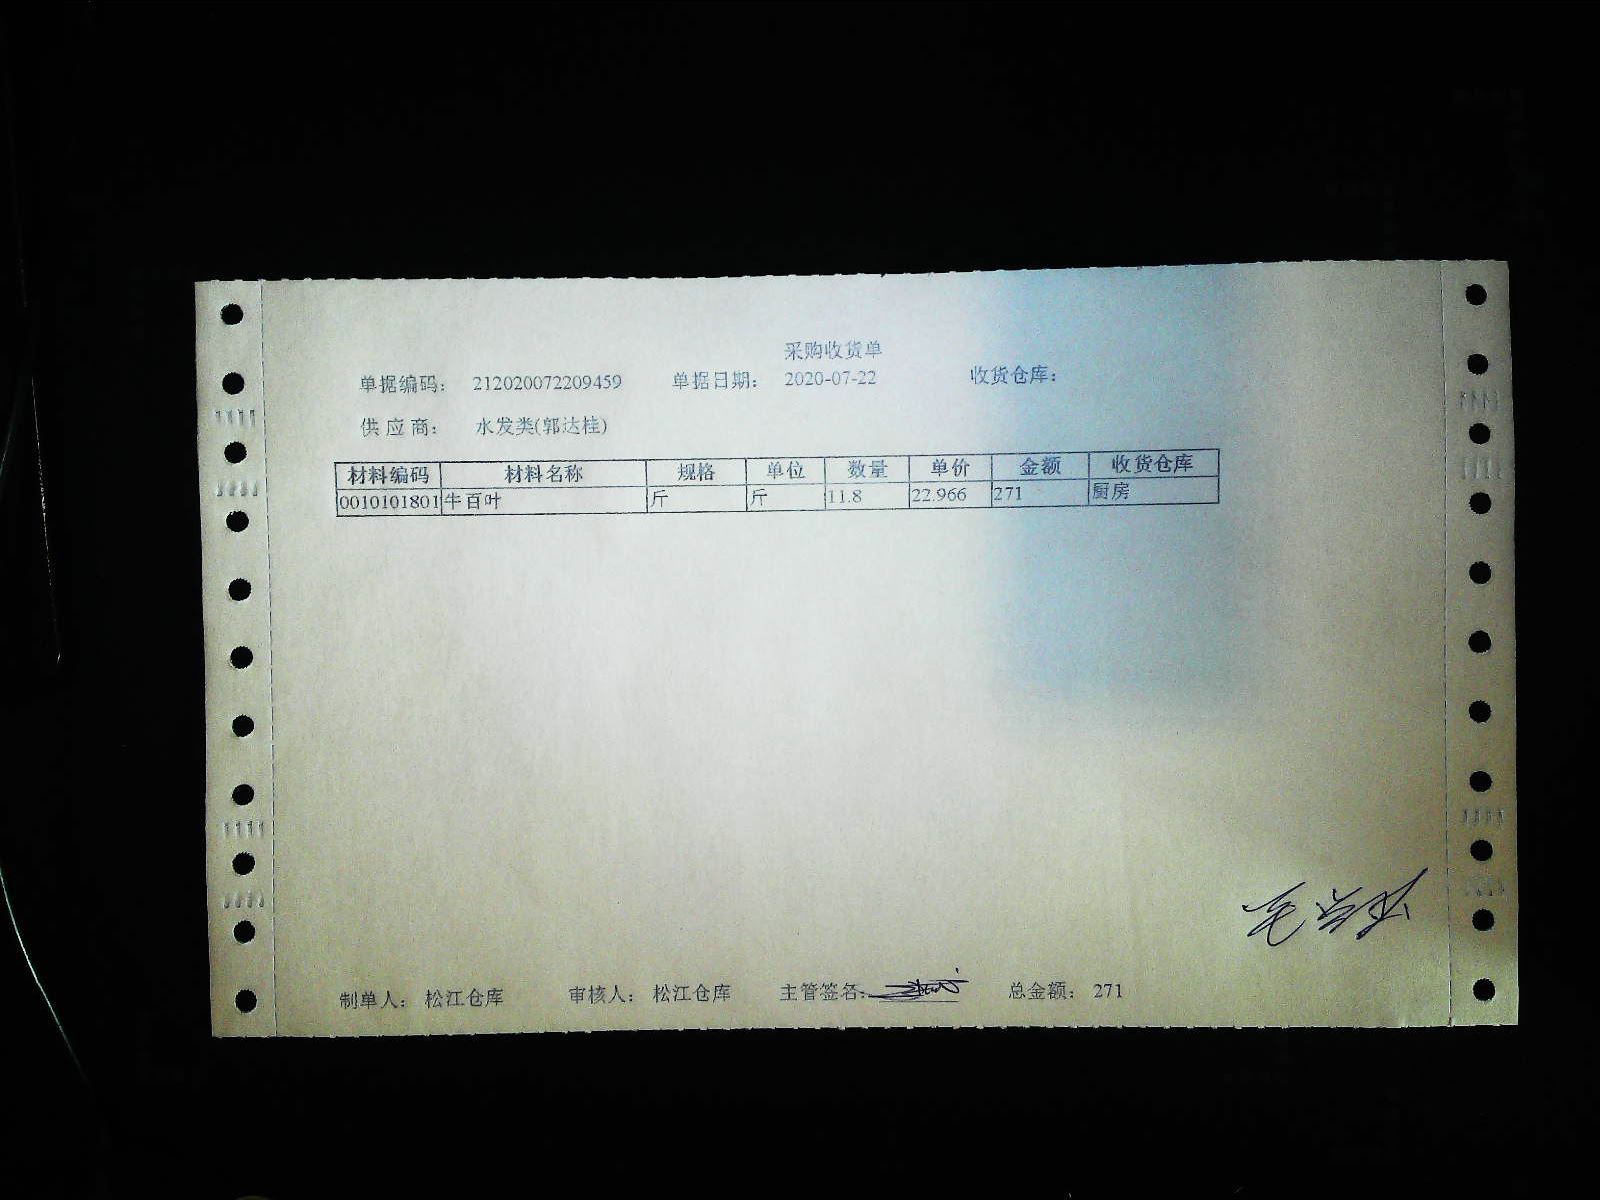 采购收货单
单据编码： 212020072209459 单据日期： 2020-07-22 收货仓库：
供应商： 水发类(郭达桂)
材料编码 材料名称 规格 单位 数量 单价 金额 收货仓库
0010101801 牛百叶 斤 斤 11.8 22.966 271 厨房
制单人： 松江仓库 审核人： 松江仓库 主管签名： 总金额： 271